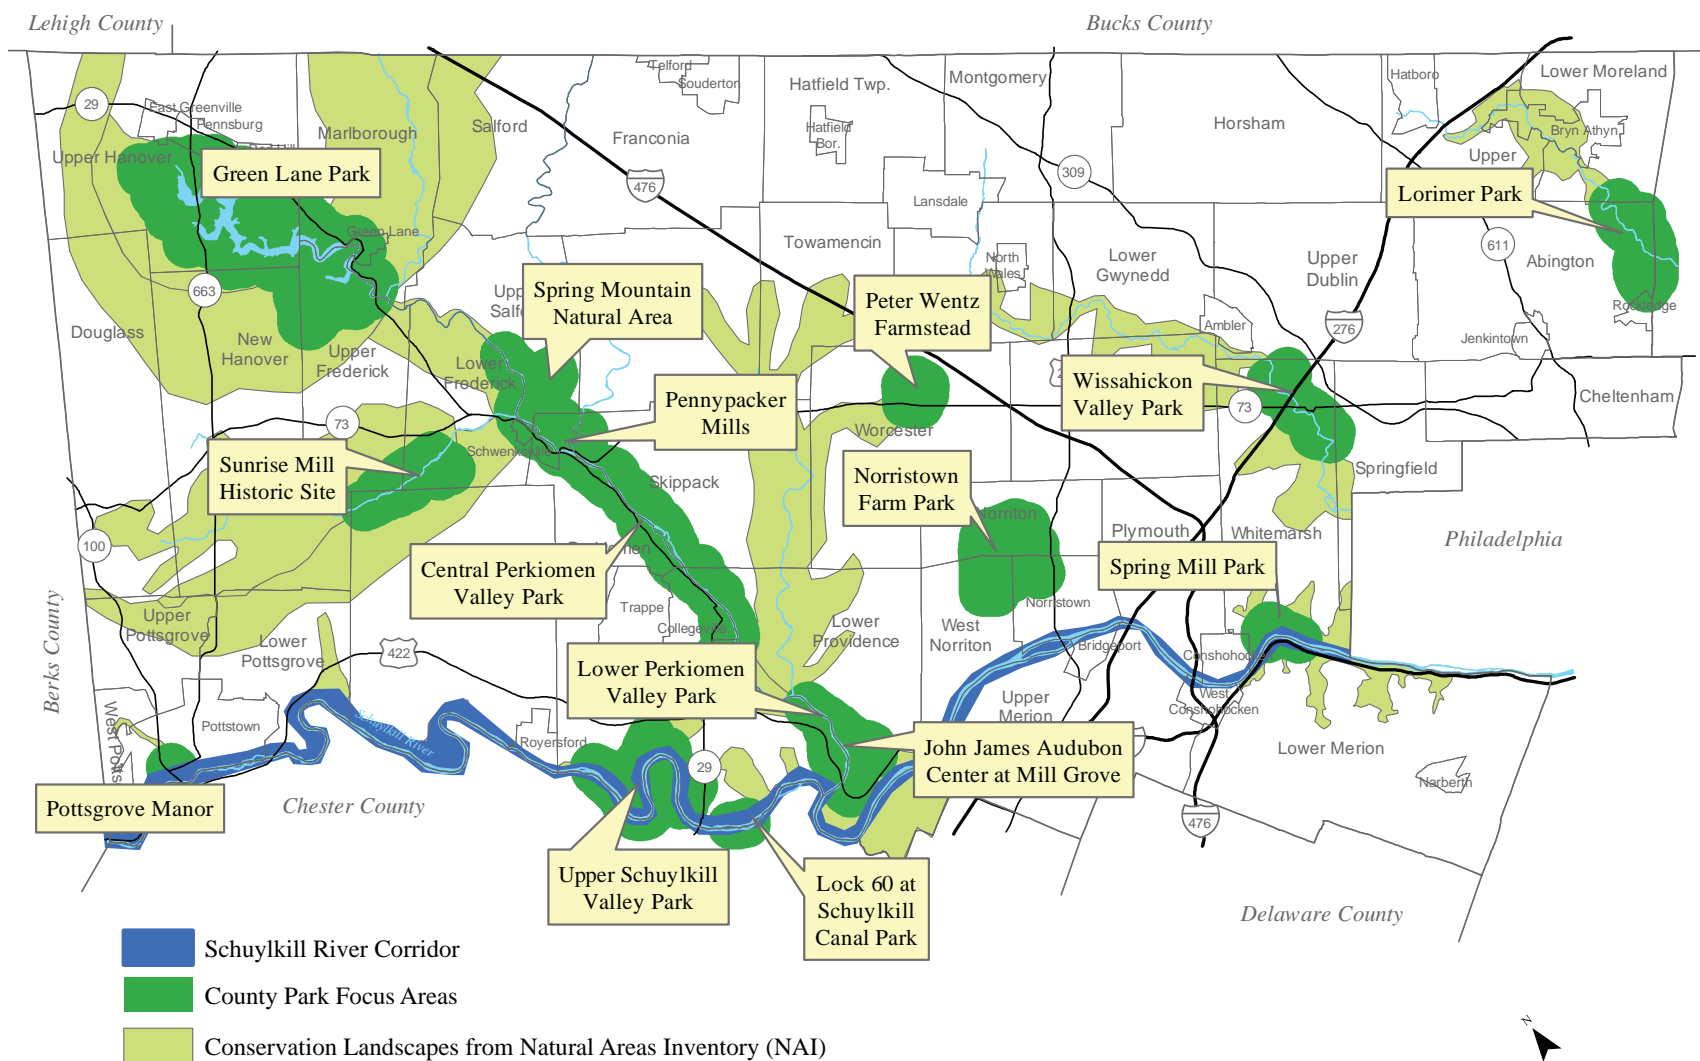 Lehigh County
Bucks County
Telford
Souderton
Hatfield Twp.
Montgomery
Hatboro
Lower Moreland
29
East Greenville
Pennsburg
Marlborough
Salford
Franconia
Hatfield
Bor.
Horsham
Bryn Athyn
Upper Hanover
Upper
Green Lane Park
476
309
Lorimer Park
Lansdale
Green Lane
Towamencin
North
Wales
Lower
Gwynedd
Upper
Dublin
611
Abington
663
Spring Mountain
Natural Area
Peter Wentz
Farmstead
Rockledge
Douglass
New
Hanover
Upper
Frederick
Lower
Frederick
Ambler
276
Jenkintown
Wissahickon
Valley Park
Cheltenham
Pennypacker
Mills
73
73
Worcester
Schwenksville
Sunrise Mill
Historic Site
Skippack
Norristown
Farm Park
Springfield
Norriton
Plymouth
Whitemarsh
Philadelphia
100
Central Perkiomen
Valley Park
Spring Mill Park
Berks County
Upper
Pottsgrove
Trappe
Collegeville
Norristown
Lower
Pottsgrove
Lower
Providence
West
Norriton
422
Bridgeport
Lower Perkiomen
Valley Park
Upper
Merion
West
Conshohocken
Pottstown
Schuylkill River
Royersford
Lower Merion
John James Audubon
Center at Mill Grove
29
Narberth
Pottsgrove Manor
Chester County
476
Upper Schuylkill
Valley Park
Lock 60 at
Schuylkill
Canal Park
Delaware County
Schuylkill River Corridor
County Park Focus Areas
Conservation Landscapes from Natural Areas Inventory (NAI)
N